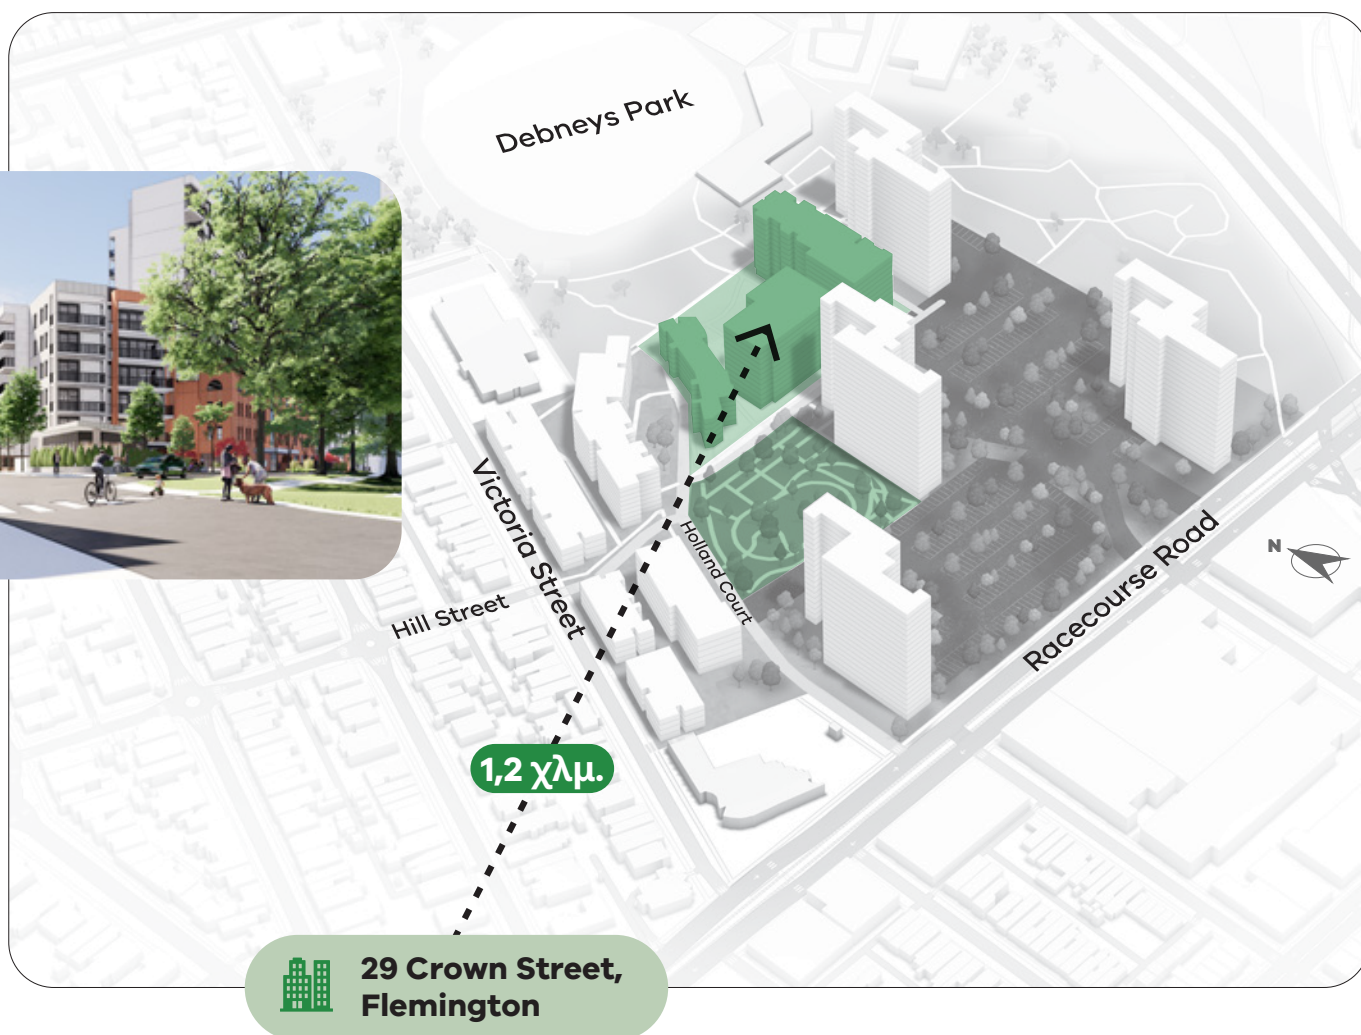 Debneys Park
Victoria Street
Holland Court
Hill Street
Racecourse Road
N
1,2 χλμ.
29 Crown Street,
Flemington